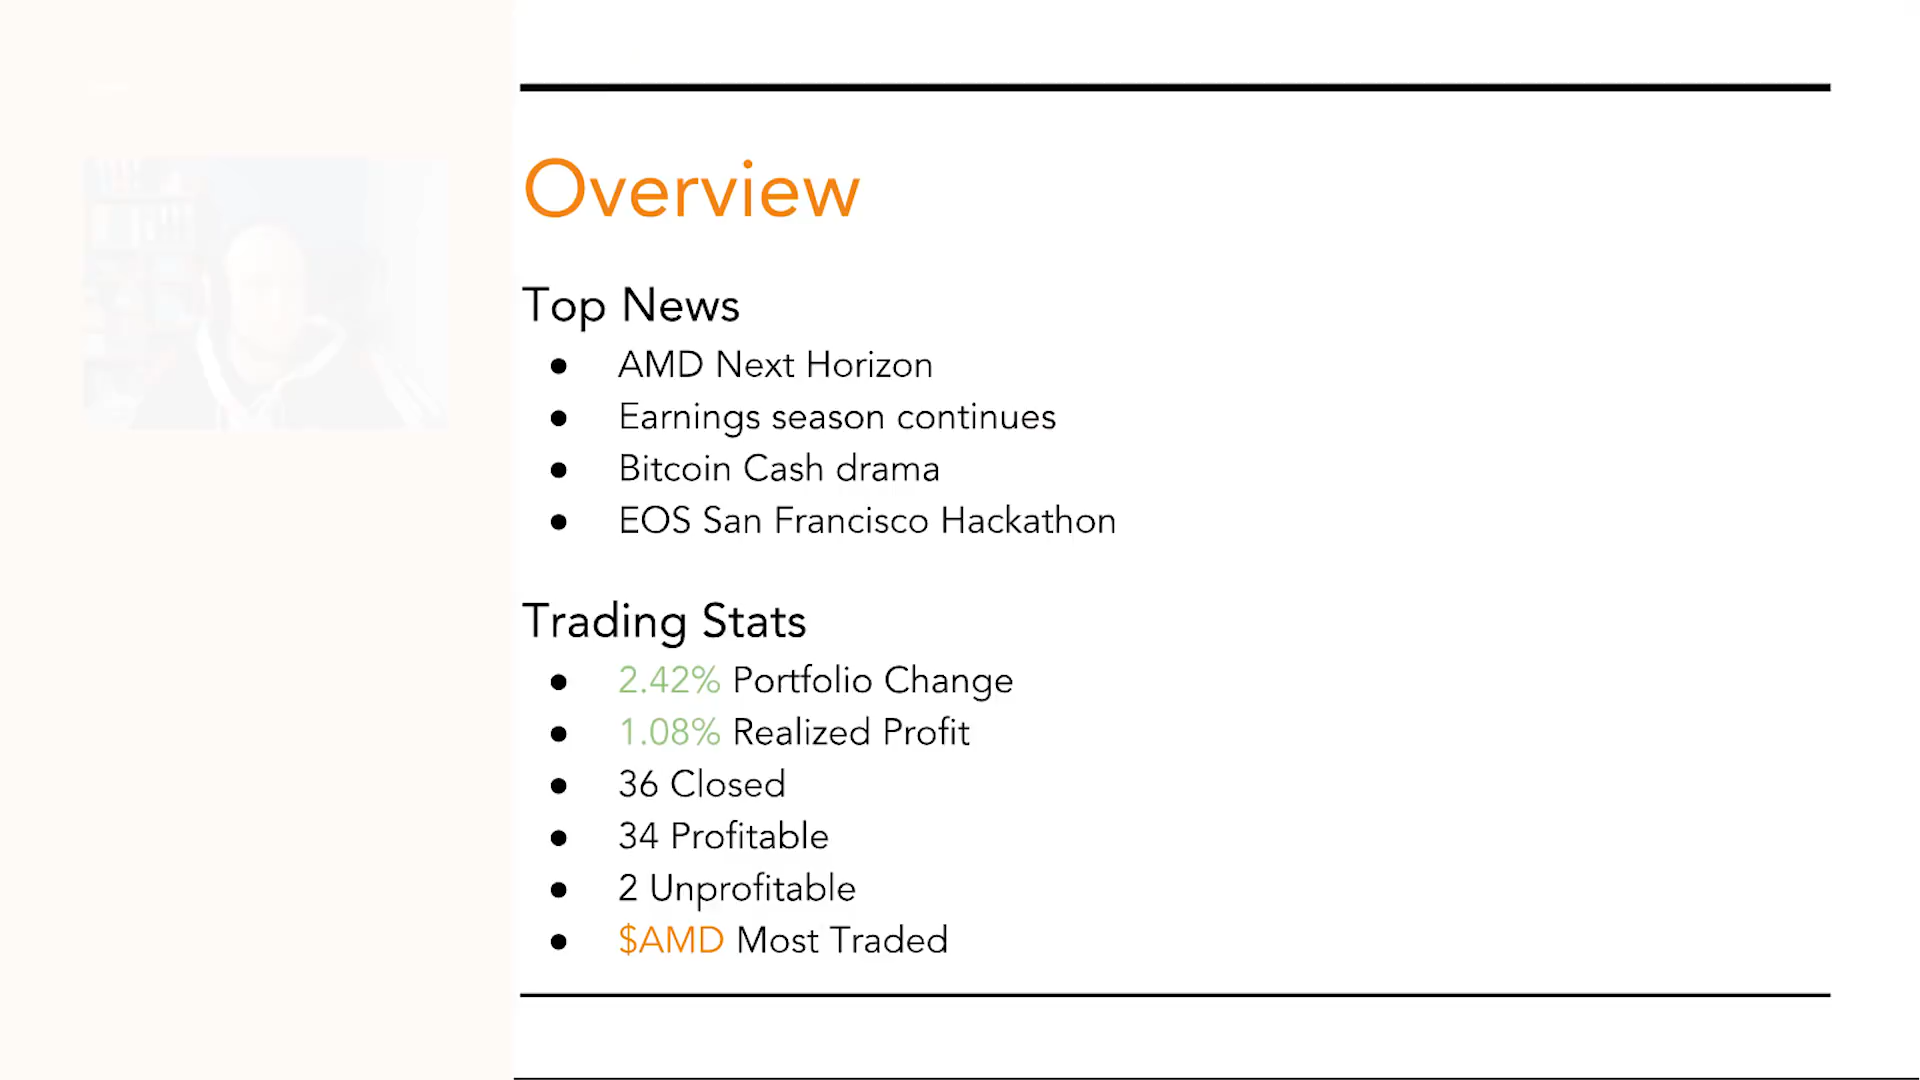 Overview
Top News
● AMD Next Horizon
● Earnings season continues
● Bitcoin Cash drama
● EOS San Francisco Hackathon
Trading Stats
● 2.42% Portfolio Change
● 1.08% Realized Profit
● 36 Closed
● 34 Profitable
● 2 Unprofitable
● $AMD Most Traded